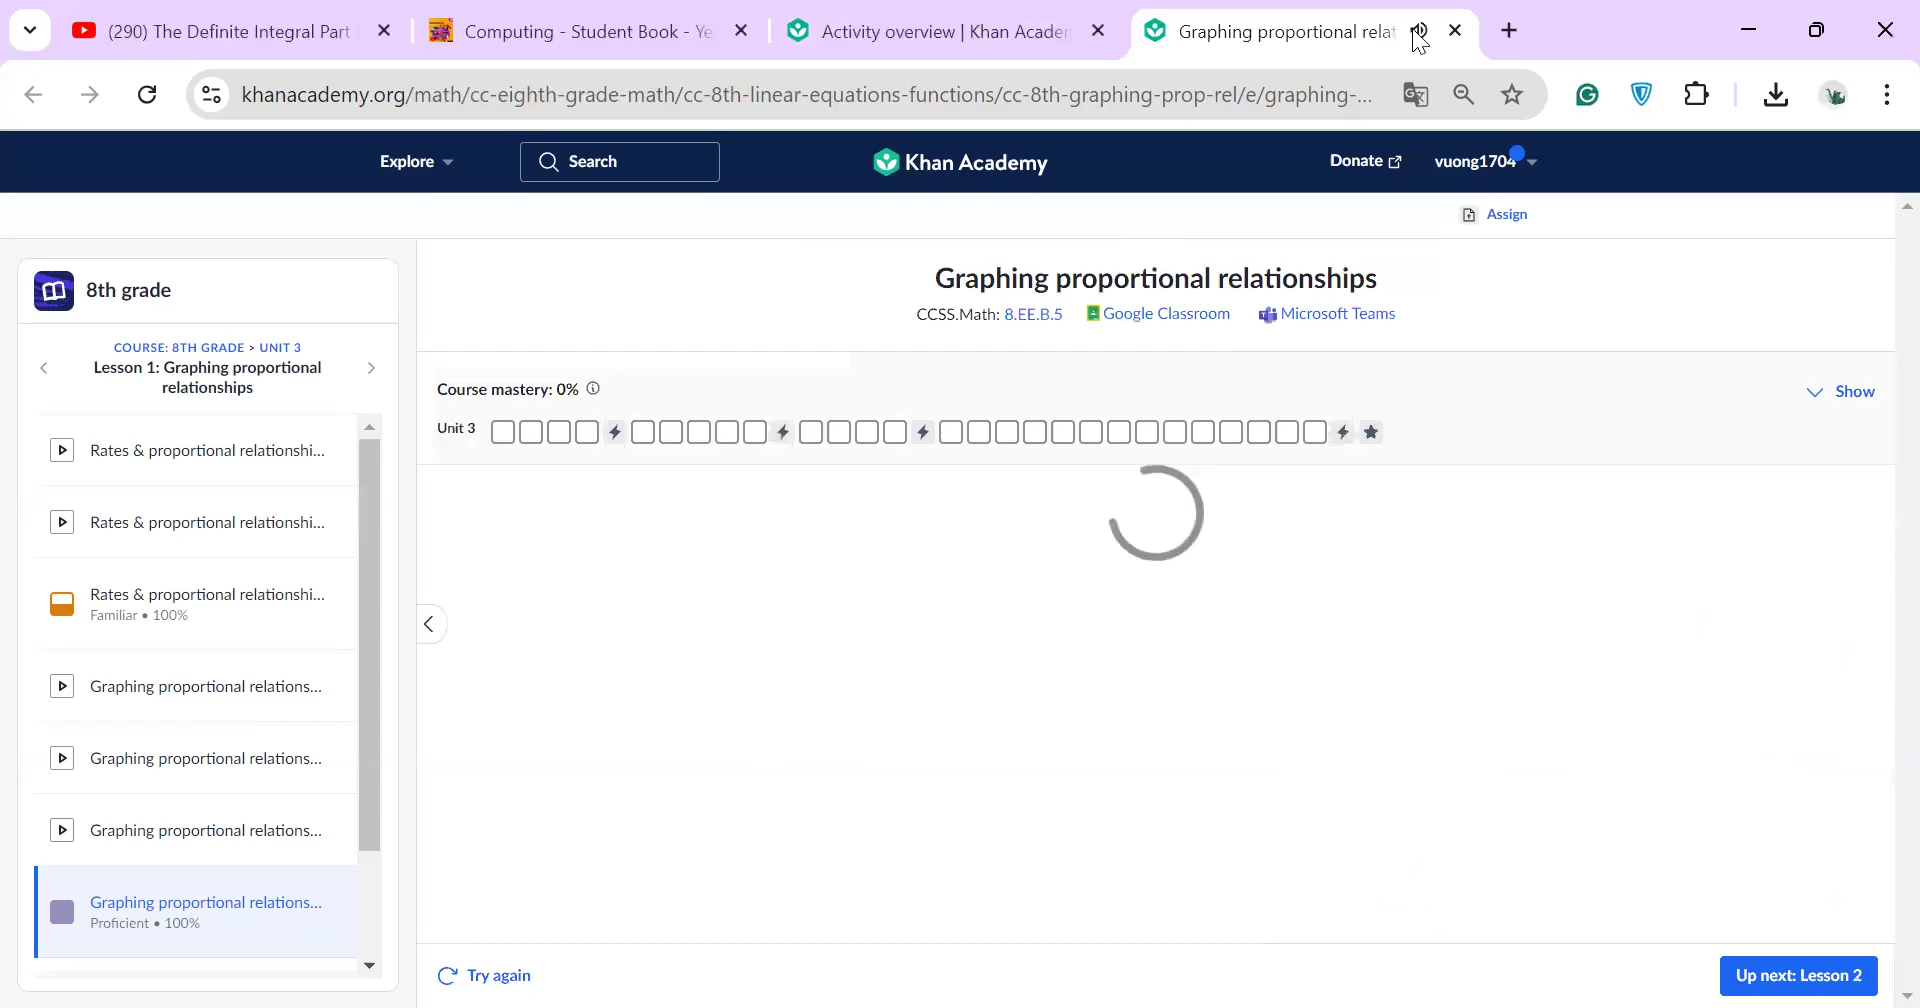 (290) The Definite Integral Part
Computing - Student Book - Ye
Activity overview | Khan Academ
Graphing proportional relat
khanacademy.org/math/cc-eighth-grade-math/cc-8th-linear-equations-functions/cc-8th-graphing-prop-rel/e/graphing-...
Explore
Search
Khan Academy
Donate
vuong1704
Assign
8th grade
COURSE: 8TH GRADE > UNIT 3
Lesson 1: Graphing proportional
relationships
Rates & proportional relationshi...
Rates & proportional relationshi...
Rates & proportional relationshi...
Familiar • 100%
Graphing proportional relations...
Graphing proportional relations...
Graphing proportional relations...
Graphing proportional relations...
Proficient • 100%
Graphing proportional relationships
CCSS.Math: 8.EE.B.5 Google Classroom Microsoft Teams
Course mastery: 0%
Show
Unit 3
Try again
Up next: Lesson 2